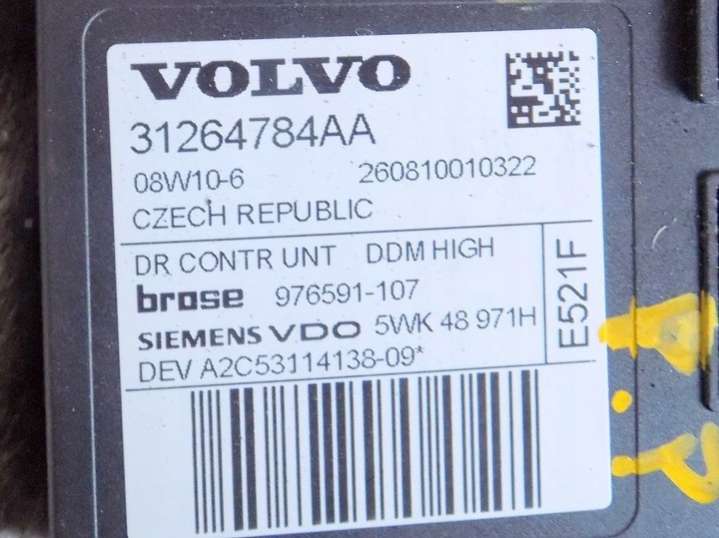 VOLVO
31264784AA
08W10-6 260810010322
CZECH REPUBLIC
DR CONTR UNT DDM HIGH
brose 976591-107
SIEMENS VDO 5WK 48 971H
DEV A2C53114138-09*
E521F